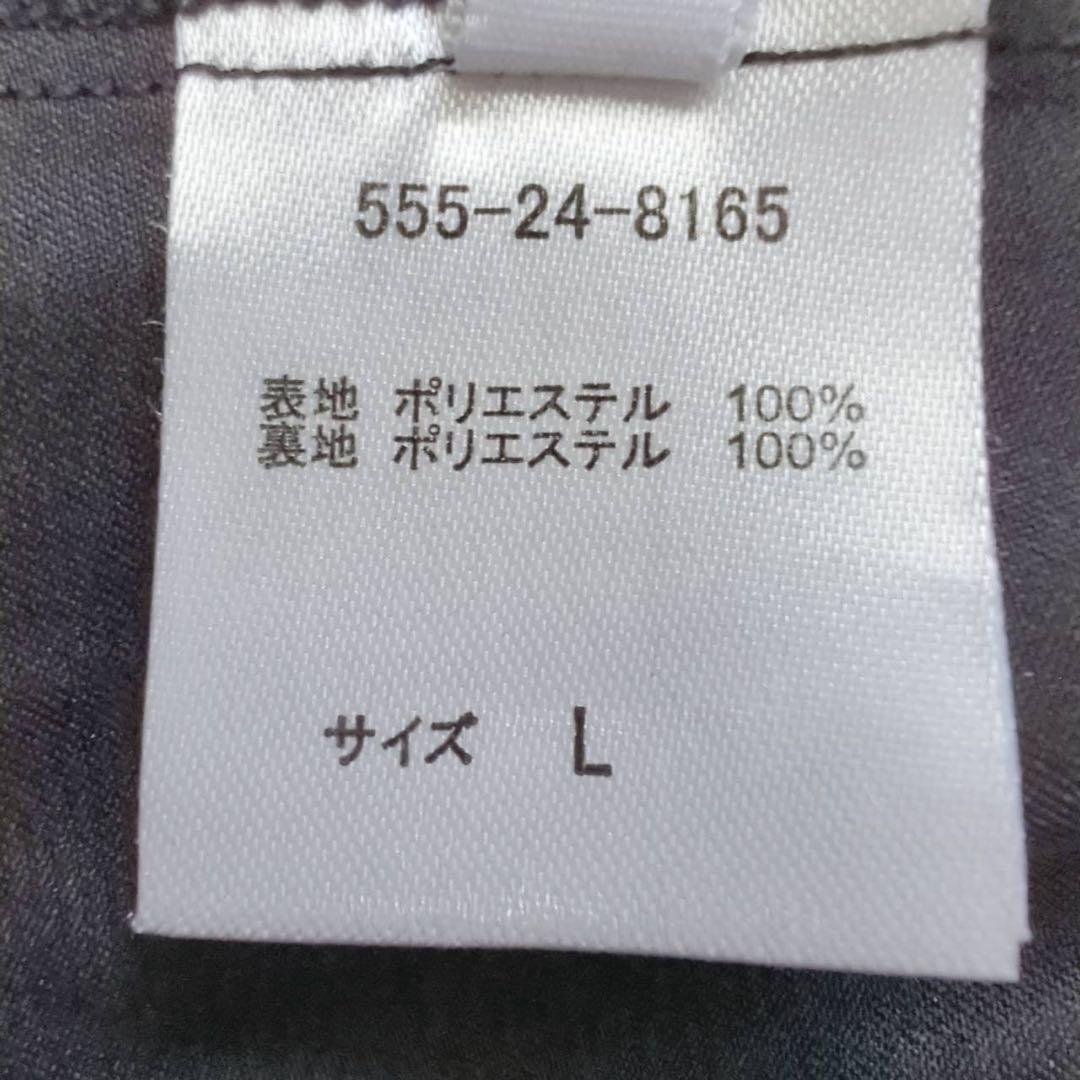 555-24-8165
表地 ポリエステル 100%
裏地 ポリエステル 100%
サイズ L